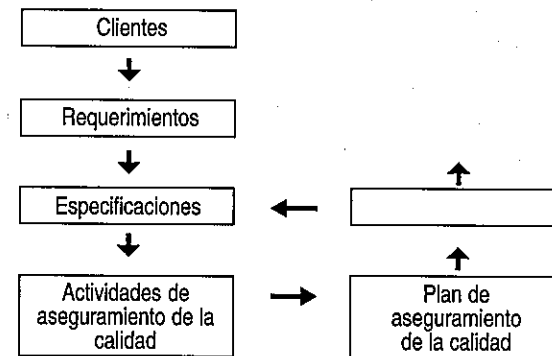 Clientes
Requerimientos
Especificaciones
Actividades de
aseguramiento de la
calidad
Plan de
aseguramiento
de la calidad